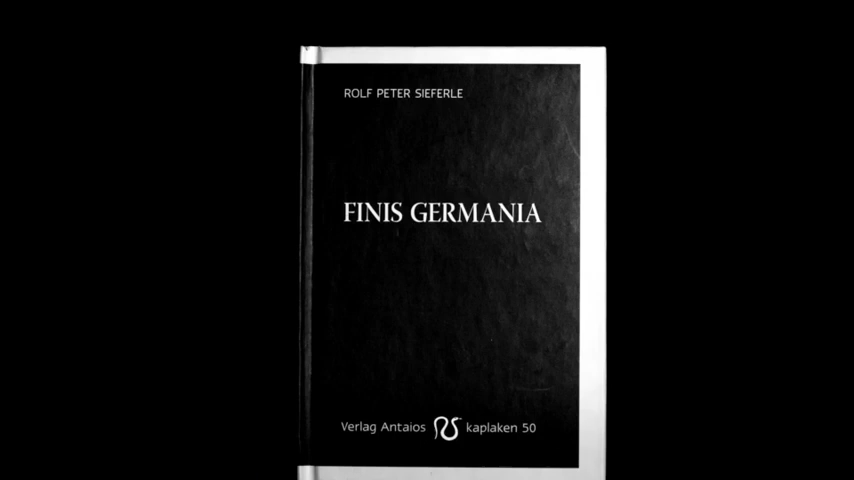 ROLF PETER SIEFERLE
FINIS GERMANIA
Verlag Antaios kaplaken 50